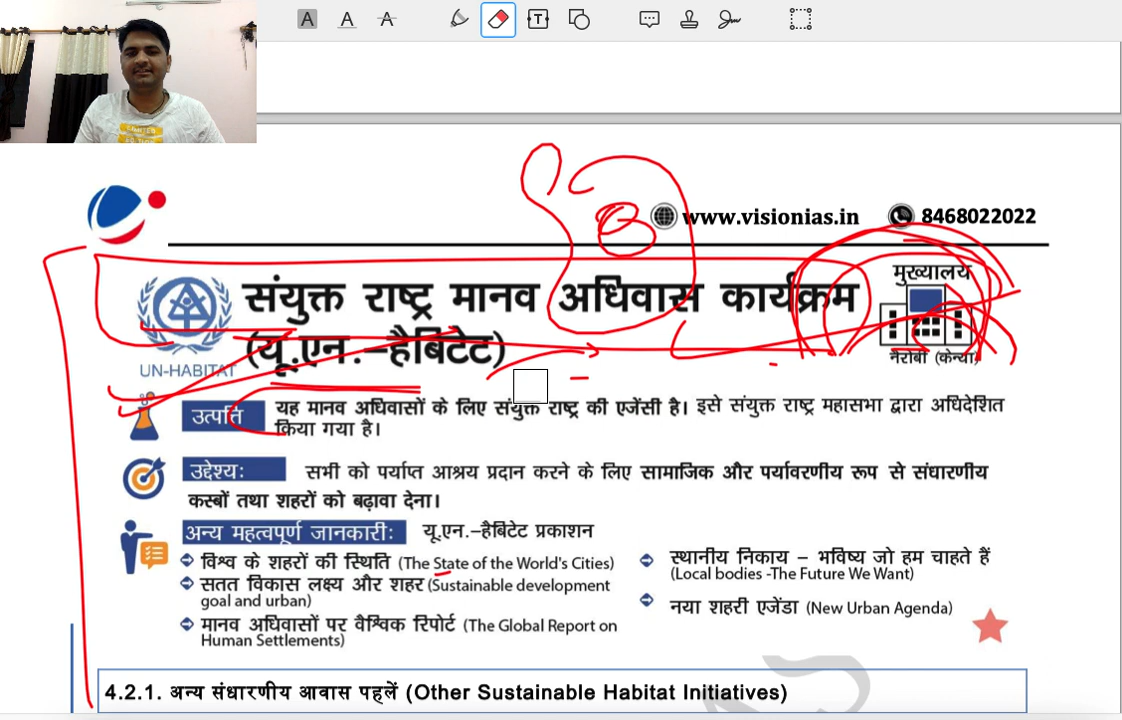 A A A T
LIMITED
www.visionias.in 8468022022
संयुक्त राष्ट्र मानव अधिवास कार्यक्रम
(यू.एन.–हैबिटेट)
UN-HABITAT
मुख्यालय
नैरोबी (केन्या)
उत्पत्ति यह मानव अधिवासों के लिए संयुक्त राष्ट्र की एजेंसी है। इसे संयुक्त राष्ट्र महासभा द्वारा अधिदेशित
किया गया है।
उद्देश्य: सभी को पर्याप्त आश्रय प्रदान करने के लिए सामाजिक और पर्यावरणीय रूप से संधारणीय
कस्बों तथा शहरों को बढ़ावा देना।
अन्य महत्वपूर्ण जानकारी: यू.एन.–हैबिटेट प्रकाशन
विश्व के शहरों की स्थिति (The State of the World's Cities)
सतत विकास लक्ष्य और शहर (Sustainable development
goal and urban)
मानव अधिवासों पर वैश्विक रिपोर्ट (The Global Report on
Human Settlements)
स्थानीय निकाय – भविष्य जो हम चाहते हैं
(Local bodies -The Future We Want)
नया शहरी एजेंडा (New Urban Agenda)
4.2.1. अन्य संधारणीय आवास पहलें (Other Sustainable Habitat Initiatives)